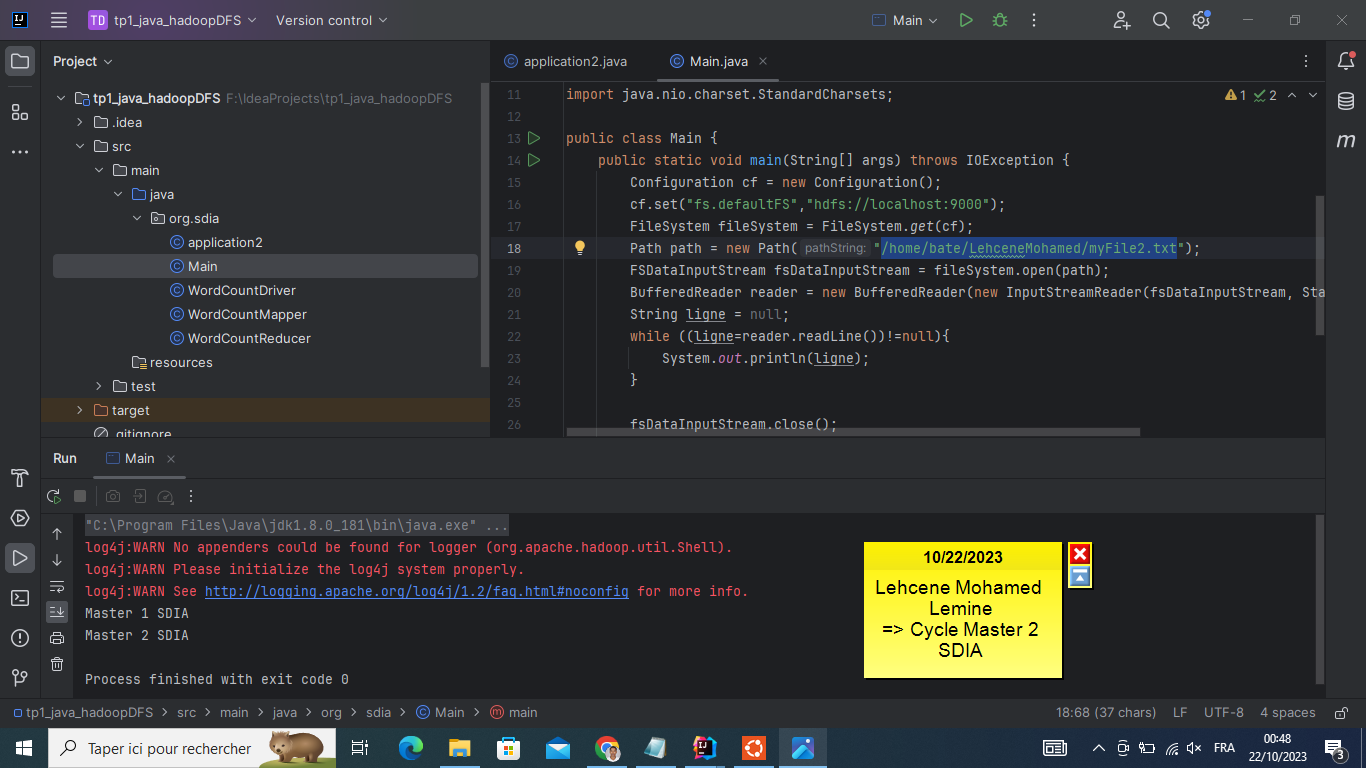 TD tp1_java_hadoopDFS Version control Main
Project
tp1_java_hadoopDFS F:\IdeaProjects\tp1_java_hadoopDFS
.idea
src
main
java
org.sdia
application2
Main
WordCountDriver
WordCountMapper
WordCountReducer
resources
test
target
.gitignore
application2.java Main.java
1 2
11 import java.nio.charset.StandardCharsets;
12
13 public class Main {
14 public static void main(String[] args) throws IOException {
15 Configuration cf = new Configuration();
16 cf.set("fs.defaultFS","hdfs://localhost:9000");
17 FileSystem fileSystem = FileSystem.get(cf);
18 Path path = new Path( pathString: "/home/bate/LehceneMohamed/myFile2.txt");
19 FSDataInputStream fsDataInputStream = fileSystem.open(path);
20 BufferedReader reader = new BufferedReader(new InputStreamReader(fsDataInputStream, Sta
21 String ligne = null;
22 while ((ligne=reader.readLine())!=null){
23 System.out.println(ligne);
24 }
25
26 fsDataInputStream.close();
m
Run Main
"C:\Program Files\Java\jdk1.8.0_181\bin\java.exe" ...
log4j:WARN No appenders could be found for logger (org.apache.hadoop.util.Shell).
log4j:WARN Please initialize the log4j system properly.
log4j:WARN See http://logging.apache.org/log4j/1.2/faq.html#noconfig for more info.
Master 1 SDIA
Master 2 SDIA
Process finished with exit code 0
10/22/2023
Lehcene Mohamed
Lemine
=> Cycle Master 2
SDIA
tp1_java_hadoopDFS > src > main > java > org > sdia > Main > main 18:68 (37 chars) LF UTF-8 4 spaces
Taper ici pour rechercher
FRA
00:48
22/10/2023
3